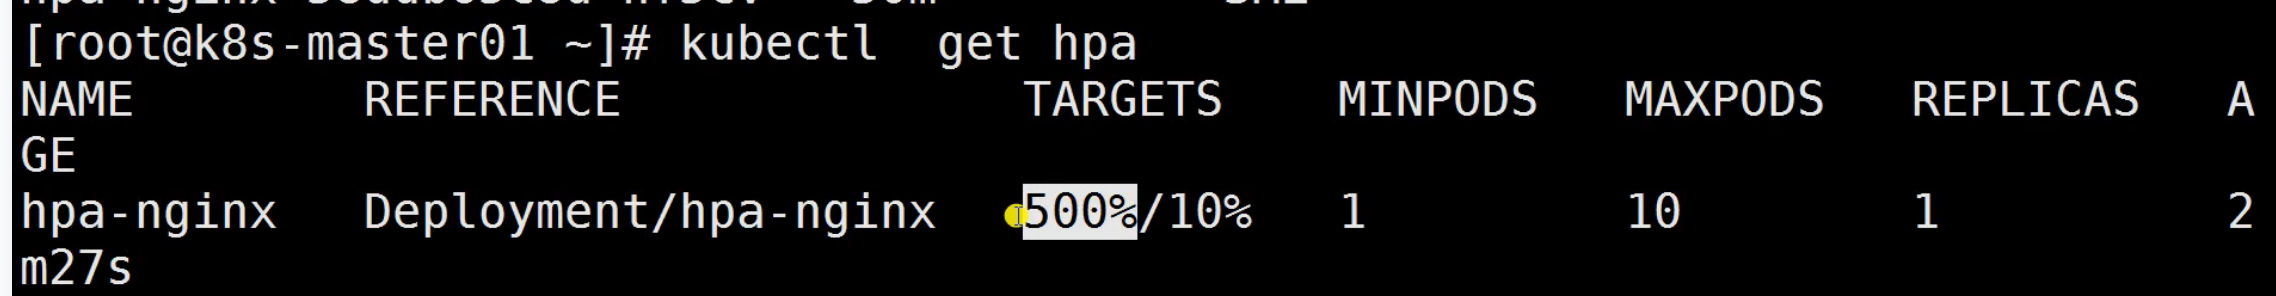 [root@k8s-master01 ~]# kubectl  get hpa
NAME        REFERENCE              TARGETS    MINPODS   MAXPODS   REPLICAS   A
GE
hpa-nginx   Deployment/hpa-nginx   500%/10%   1         10        1          2
m27s